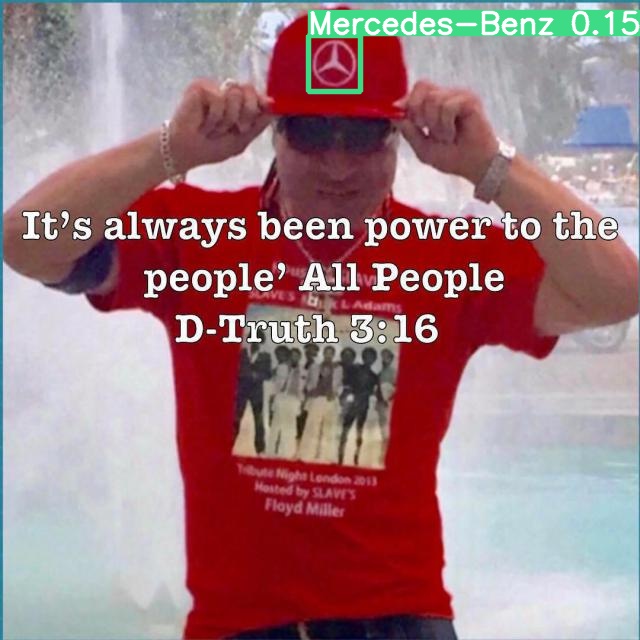 Mercedes-Benz 0.15
It's always been power to the
people' All People
D-Truth 3:16
Tribute Night London 2013
Hosted by SLAVE'S
Floyd Miller